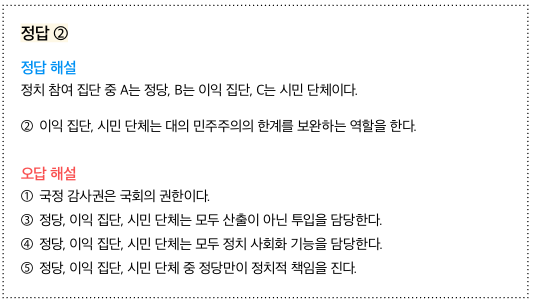 정답 ②
정답 해설
정치 참여 집단 중 A는 정당, B는 이익 집단, C는 시민 단체이다.
② 이익 집단, 시민 단체는 대의 민주주의의 한계를 보완하는 역할을 한다.
오답 해설
① 국정 감사권은 국회의 권한이다.
③ 정당, 이익 집단, 시민 단체는 모두 산출이 아닌 투입을 담당한다.
④ 정당, 이익 집단, 시민 단체는 모두 정치 사회화 기능을 담당한다.
⑤ 정당, 이익 집단, 시민 단체 중 정당만이 정치적 책임을 진다.